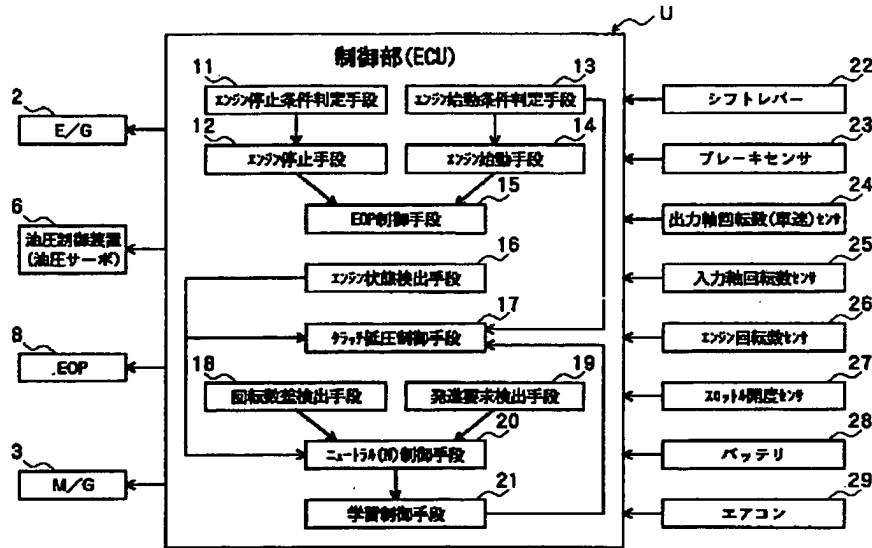 U
制御部(ECU)
11
エンジン停止条件判定手段
13
エンジン始動条件判定手段
12
エンジン停止手段
14
エンジン始動手段
15
EOP制御手段
16
エンジン状態検出手段
17
クラッチ低圧制御手段
18
回転数差検出手段
19
発進要求検出手段
20
ニュートラル(N)制御手段
21
学習制御手段
2
E/G
6
油圧制御装置
(油圧サーボ)
8
.EOP
3
M/G
22
シフトレバー
23
ブレーキセンサ
24
出力軸回転数(車速)センサ
25
入力軸回転数センサ
26
エンジン回転数センサ
27
スロットル開度センサ
28
バッテリ
29
エアコン